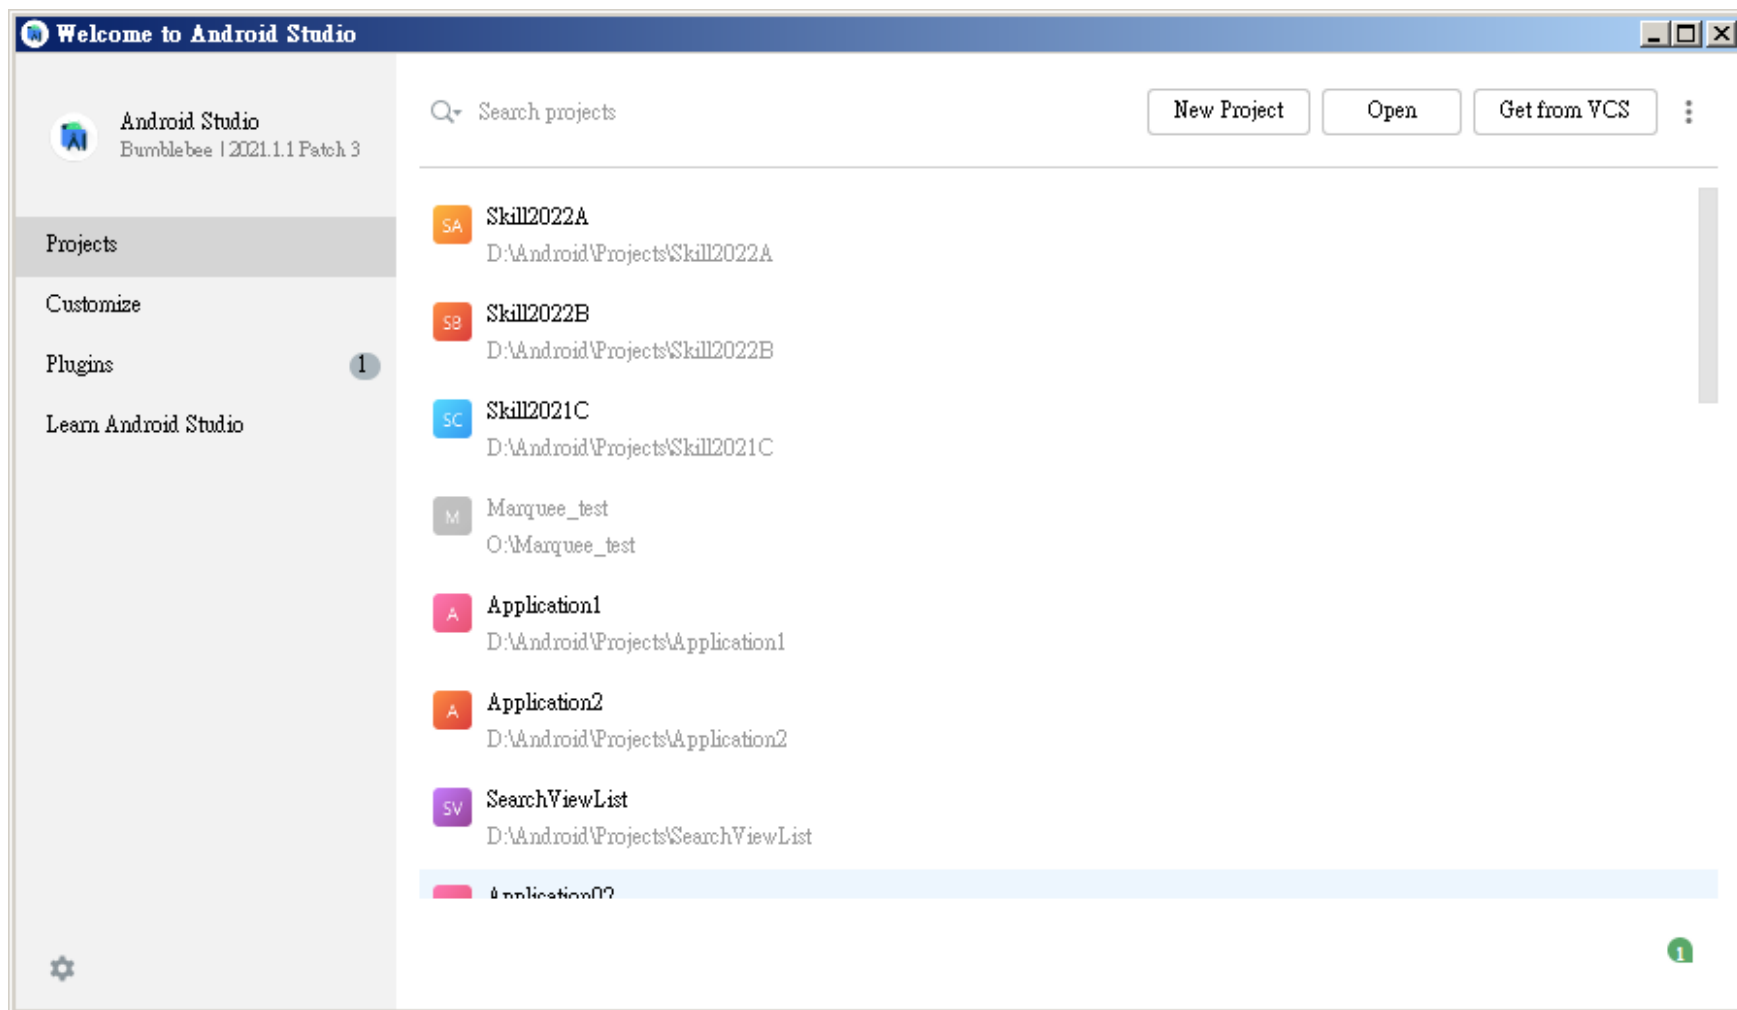 Welcome to Android Studio
Android Studio
Bumblebee | 2021.1.1 Patch 3
Projects
Customize
Plugins
1
Learn Android Studio
Search projects
New Project
Open
Get from VCS
SA
Skill2022A
D:\Android\Projects\Skill2022A
SB
Skill2022B
D:\Android\Projects\Skill2022B
SC
Skill2021C
D:\Android\Projects\Skill2021C
M
Marquee_test
O:\Marquee_test
A
Application1
D:\Android\Projects\Application1
A
Application2
D:\Android\Projects\Application2
SV
SearchViewList
D:\Android\Projects\SearchViewList
1